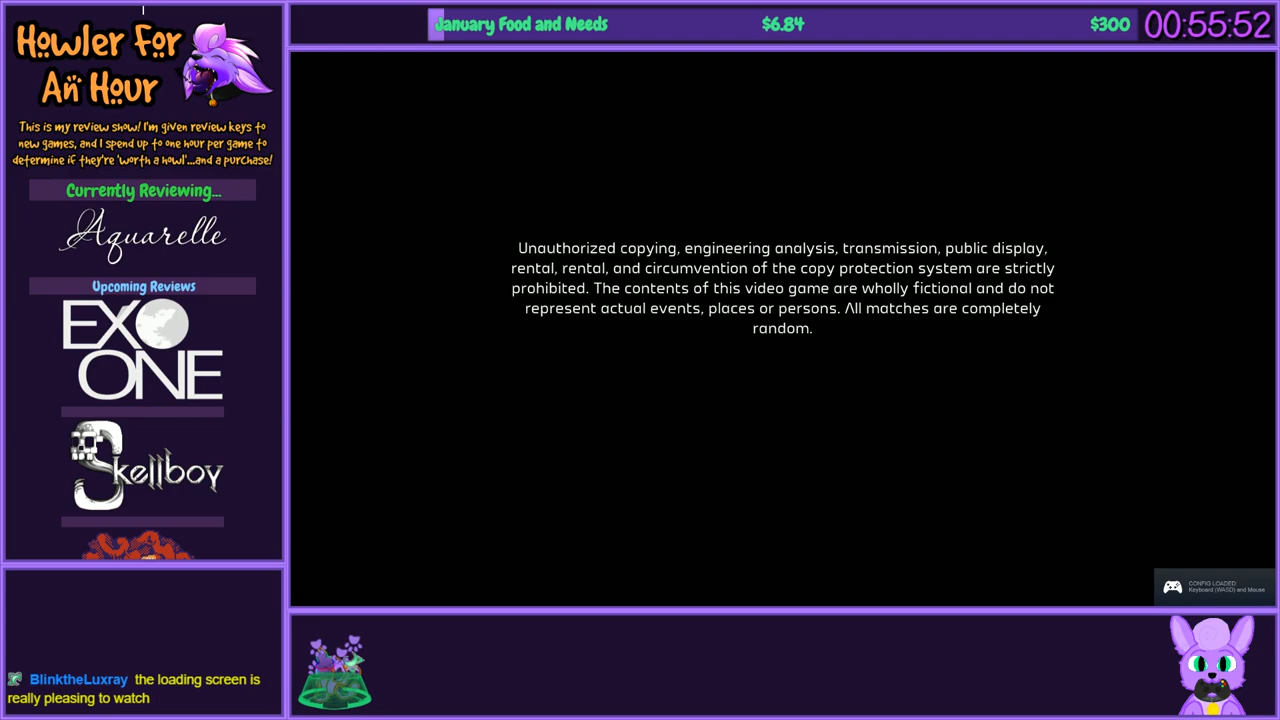 Howler For
An Hour
This is my review show! I'm given review keys to
new games, and I spend up to one hour per game to
determine if they're 'worth a howl'...and a purchase!
Currently Reviewing...
Aquarelle
Upcoming Reviews
EXO
ONE
Skellboy
BlinktheLuxray the loading screen is
really pleasing to watch
January Food and Needs $6.84 $300 00:55:52
Unauthorized copying, engineering analysis, transmission, public display,
rental, rental, and circumvention of the copy protection system are strictly
prohibited. The contents of this video game are wholly fictional and do not
represent actual events, places or persons. All matches are completely
random.
CONFIG LOADED:
Keyboard (WASD) and Mouse